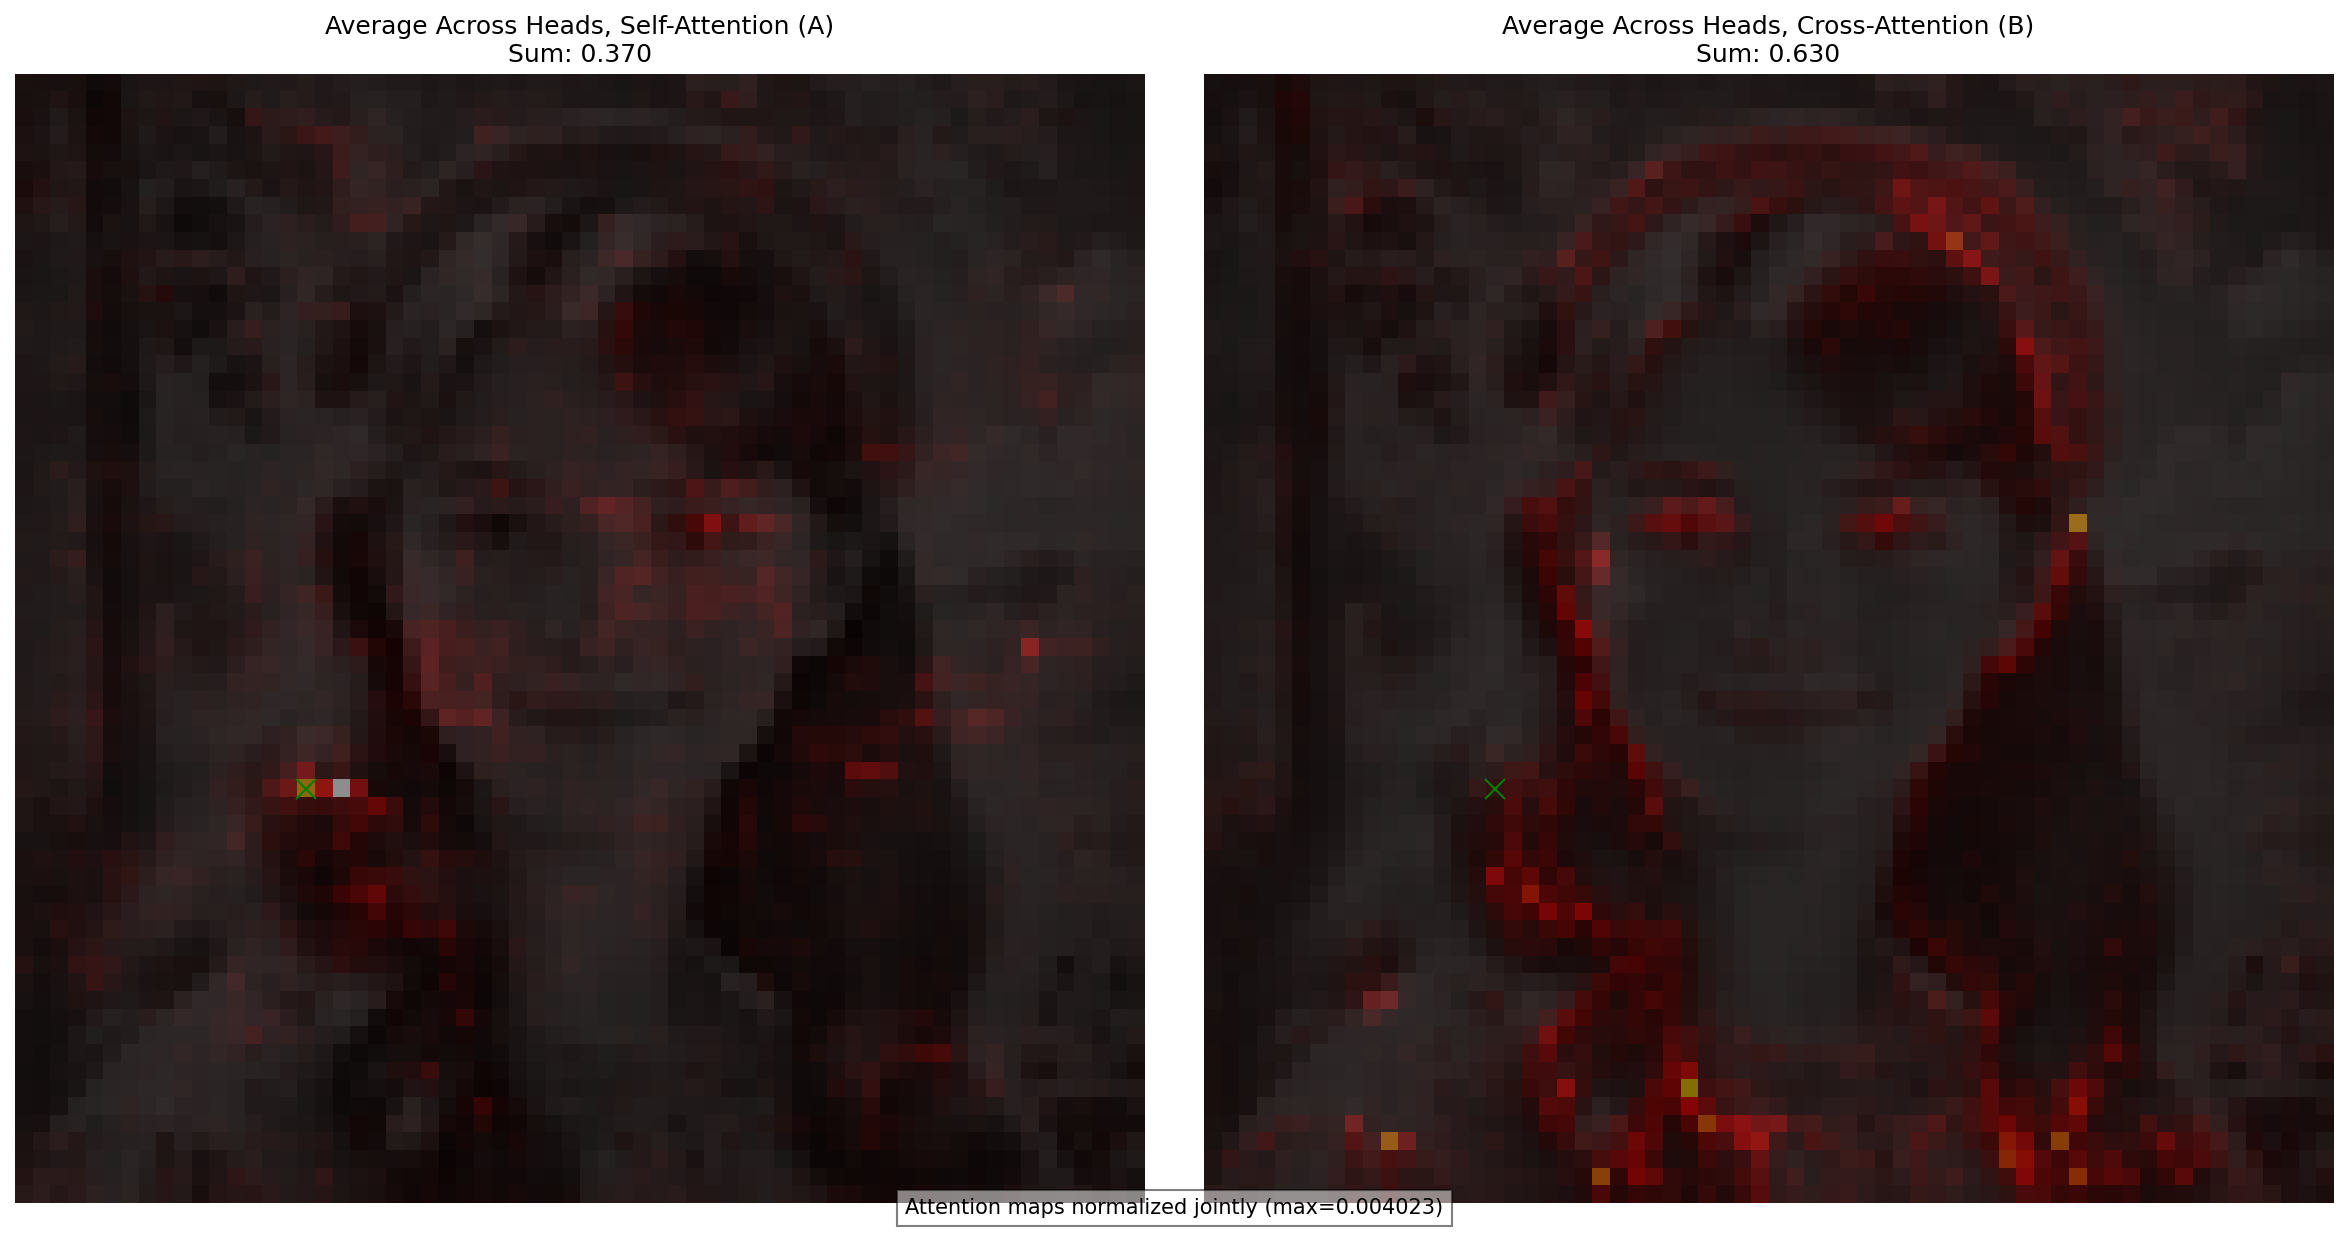 Average Across Heads, Self-Attention (A)
Sum: 0.370
Average Across Heads, Cross-Attention (B)
Sum: 0.630
Attention maps normalized jointly (max=0.004023)